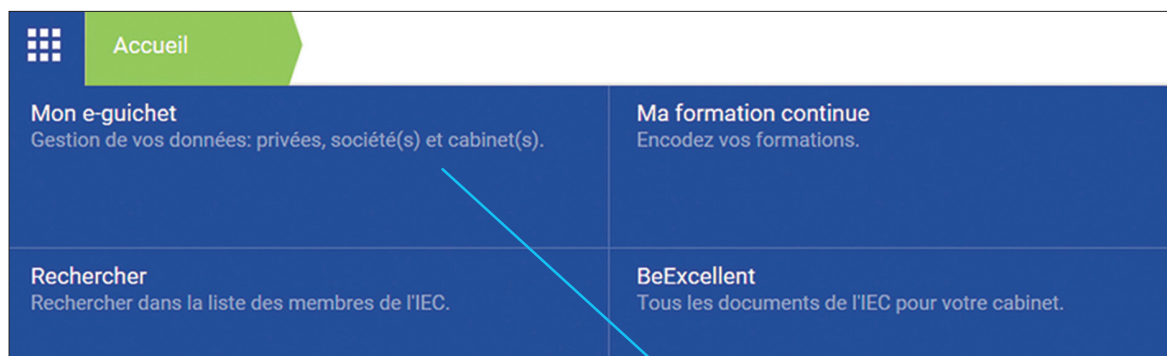 Accueil
Mon e-guichet
Gestion de vos données: privées, société(s) et cabinet(s).
Ma formation continue
Encodez vos formations.
Rechercher
Rechercher dans la liste des membres de l'IEC.
BeExcellent
Tous les documents de l'IEC pour votre cabinet.